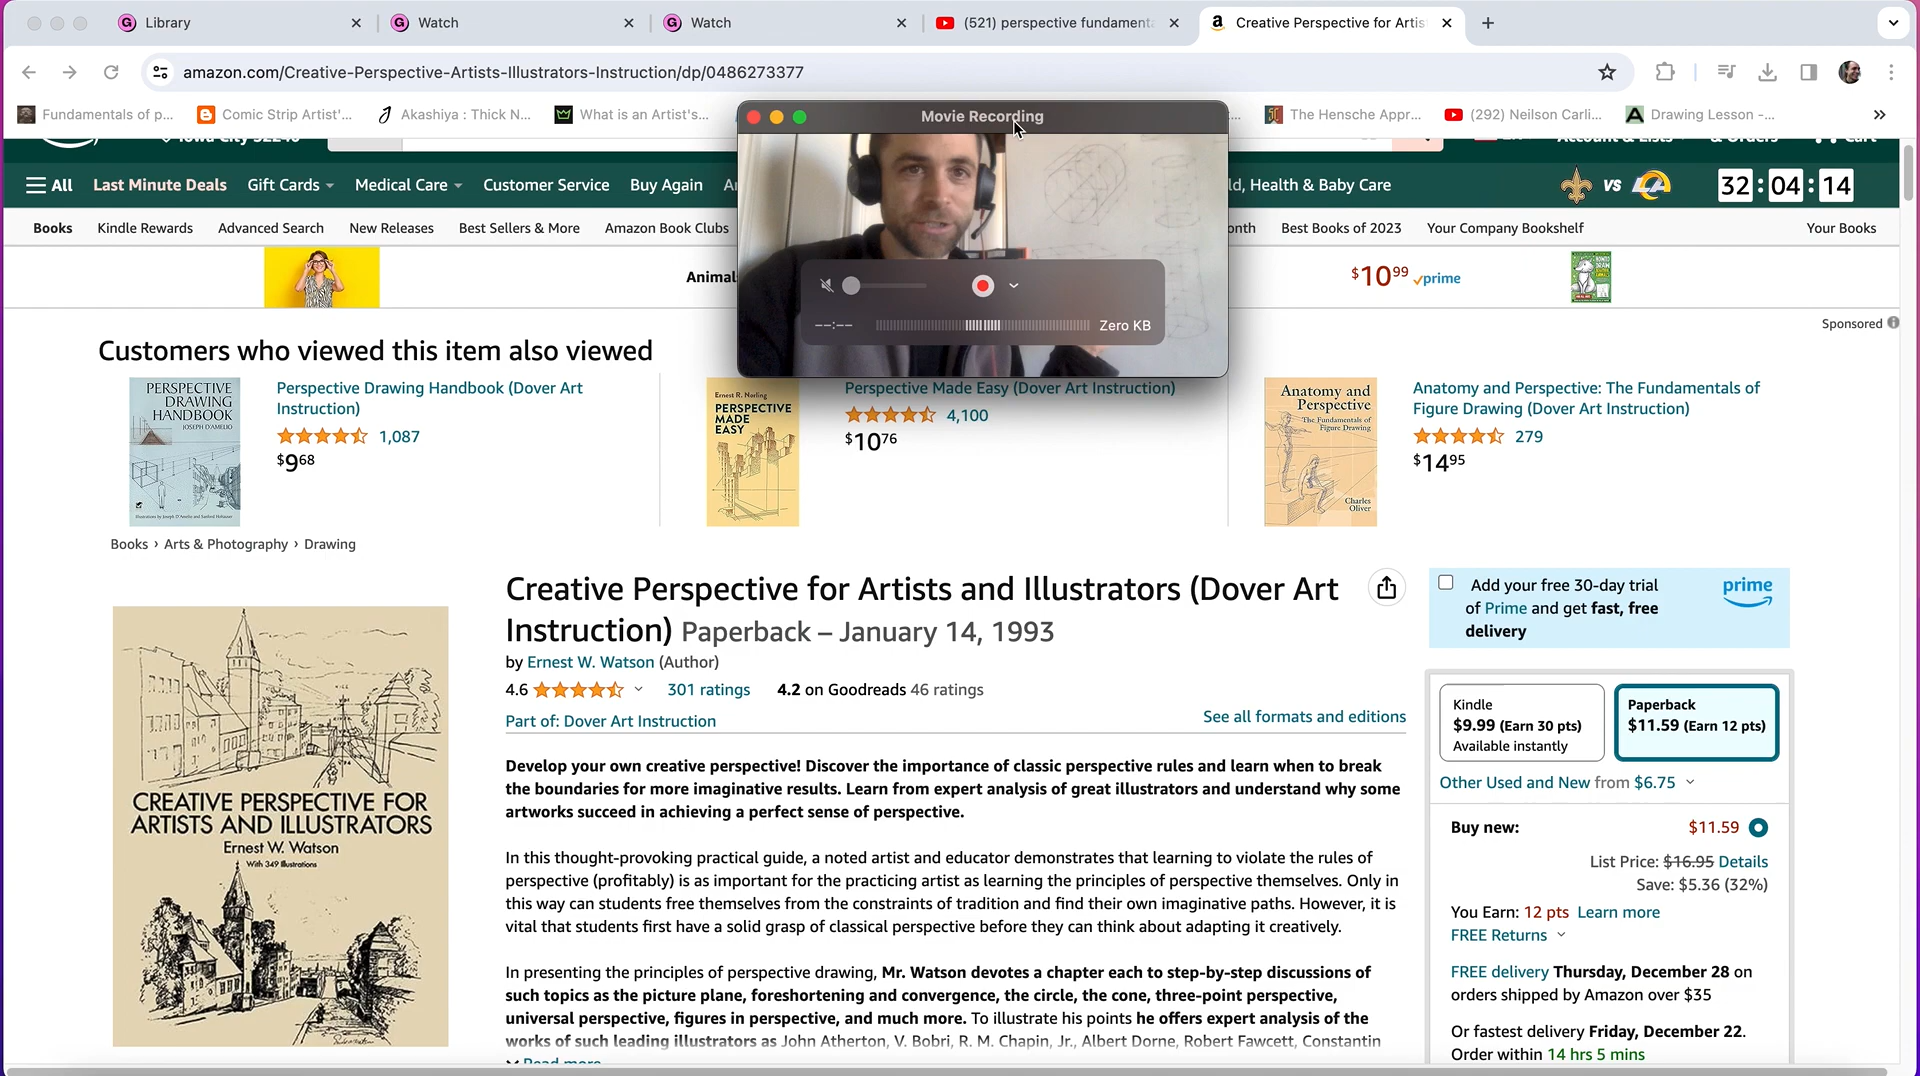 Library
Watch
Watch
(521) perspective fundament
Creative Perspective for Artis
amazon.com/Creative-Perspective-Artists-Illustrators-Instruction/dp/0486273377
Fundamentals of p...
Comic Strip Artist'...
Akashiya : Thick N...
What is an Artist's...
The Hensche Appr...
(292) Neilson Carli...
Drawing Lesson -...
»
Movie Recording
All
Last Minute Deals
Gift Cards
Medical Care
Customer Service
Buy Again
ld, Health & Baby Care
VS
32:04:14
Books
Kindle Rewards
Advanced Search
New Releases
Best Sellers & More
Amazon Book Clubs
onth
Best Books of 2023
Your Company Bookshelf
Your Books
Animal
$10 99 prime
--:--
Zero KB
Sponsored
Customers who viewed this item also viewed
PERSPECTIVE
DRAWING
HANDBOOK
JOSEPH D'AMELIO
Perspective Drawing Handbook (Dover Art
Instruction)
1,087
$9 68
Ernest R. Norling
PERSPECTIVE
MADE
EASY
Perspective Made Easy (Dover Art Instruction)
4,100
$10 76
Anatomy and
Perspective
The Fundamentals of
Figure Drawing
Charles
Oliver
Anatomy and Perspective: The Fundamentals of
Figure Drawing (Dover Art Instruction)
279
$14 95
Books › Arts & Photography › Drawing
CREATIVE PERSPECTIVE FOR
ARTISTS AND ILLUSTRATORS
Ernest W. Watson
With 349 Illustrations
Creative Perspective for Artists and Illustrators (Dover Art
Instruction) Paperback – January 14, 1993
by Ernest W. Watson (Author)
4.6 301 ratings 4.2 on Goodreads 46 ratings
Part of: Dover Art Instruction
See all formats and editions
Develop your own creative perspective! Discover the importance of classic perspective rules and learn when to break
the boundaries for more imaginative results. Learn from expert analysis of great illustrators and understand why some
artworks succeed in achieving a perfect sense of perspective.
In this thought-provoking practical guide, a noted artist and educator demonstrates that learning to violate the rules of
perspective (profitably) is as important for the practicing artist as learning the principles of perspective themselves. Only in
this way can students free themselves from the constraints of tradition and find their own imaginative paths. However, it is
vital that students first have a solid grasp of classical perspective before they can think about adapting it creatively.
In presenting the principles of perspective drawing, Mr. Watson devotes a chapter each to step-by-step discussions of
such topics as the picture plane, foreshortening and convergence, the circle, the cone, three-point perspective,
universal perspective, figures in perspective, and much more. To illustrate his points he offers expert analysis of the
works of such leading illustrators as John Atherton, V. Bobri, R. M. Chapin, Jr., Albert Dorne, Robert Fawcett, Constantin
Read more
Add your free 30-day trial
of Prime and get fast, free
delivery
prime
Kindle
$9.99 (Earn 30 pts)
Available instantly
Paperback
$11.59 (Earn 12 pts)
Other Used and New from $6.75
Buy new:
$11.59
List Price: $16.95 Details
Save: $5.36 (32%)
You Earn: 12 pts Learn more
FREE Returns
FREE delivery Thursday, December 28 on
orders shipped by Amazon over $35
Or fastest delivery Friday, December 22.
Order within 14 hrs 5 mins